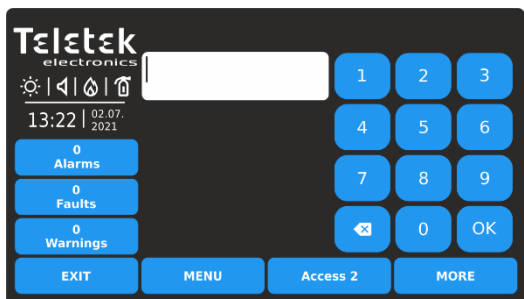 Teletek
electronics
13:22 | 02.07.
2021
0
Alarms
0
Faults
0
Warnings
1 2 3
4 5 6
7 8 9
0 OK
EXIT MENU Access 2 MORE